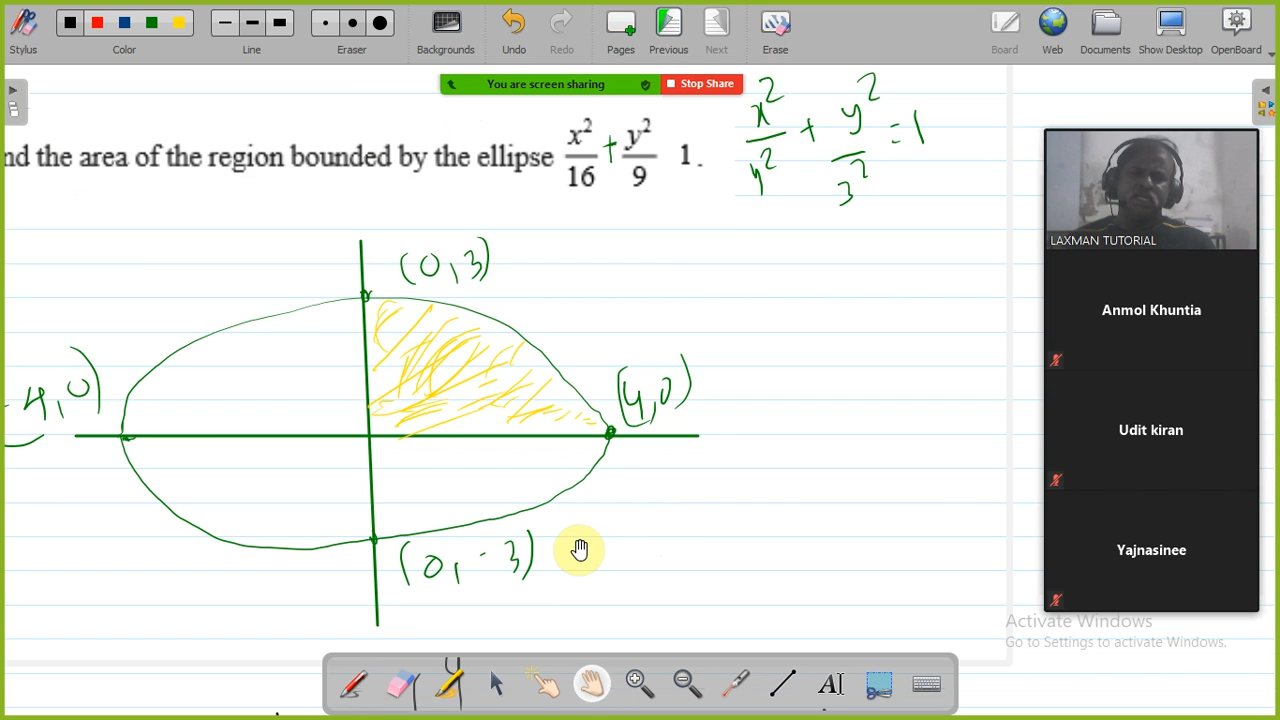 Stylus Color Line Eraser Backgrounds Undo Redo Pages Previous Next Erase Board Web Documents Show Desktop OpenBoard
You are screen sharing Stop Share
nd the area of the region bounded by the ellipse x²/16 + y²/9 1.
x²/y² + y²/3² = 1
(0,3)
-4,0)
(4,0)
(0,-3)
LAXMAN TUTORIAL
Anmol Khuntia
Udit kiran
Yajnasinee
Activate Windows
Go to Settings to activate Windows.